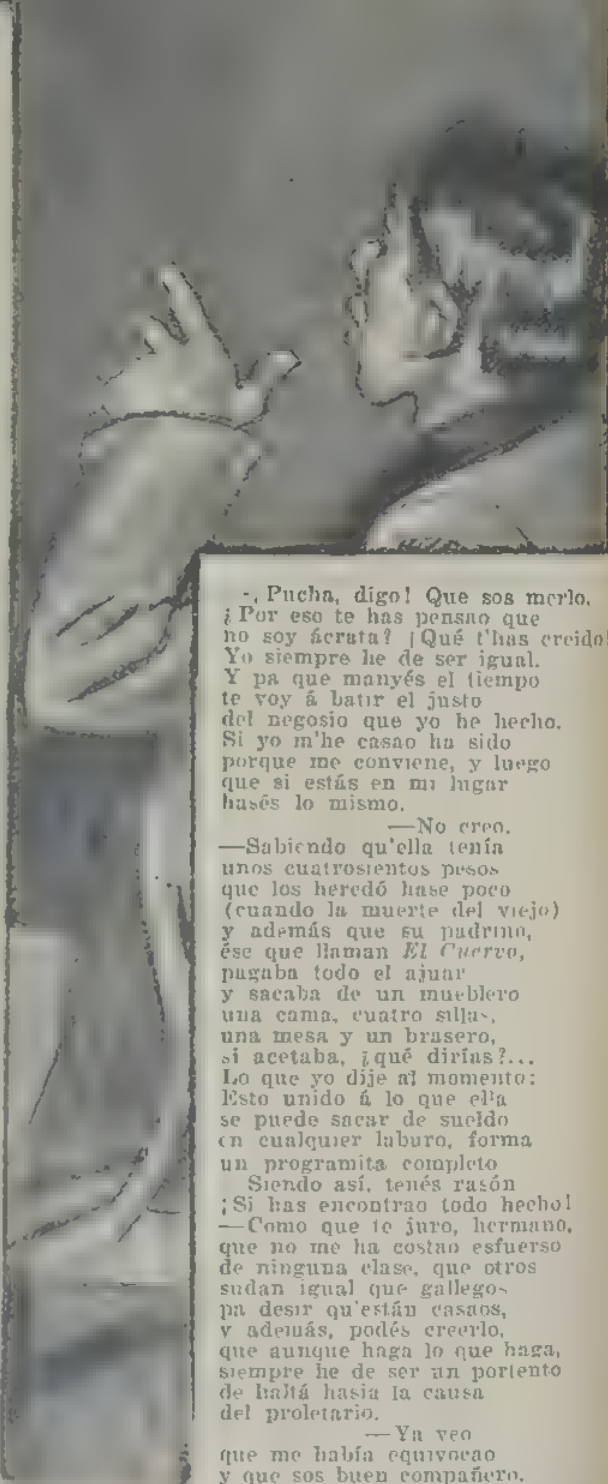 -¡ Pucha, digo! Que sos merlo.
¿Por eso te has pensao que
no soy ácrata? ¡Qué t'has creido!
Yo siempre he de ser igual.
Y pa que manyés el tiempo
te voy á batir el justo
del negosio que yo he hecho.
Si yo m'he casao ha sido
porque me conviene, y luego
que si estás en mi lugar
hasés lo mismo.
—No creo.
—Sabiendo qu'ella tenía
unos cuatrosientos pesos
que los heredó hase poco
(cuando la muerte del viejo)
y además que su padrino,
ése que llaman El Cuervo,
pagaba todo el ajuar
y sacaba de un mueblero
una cama, cuatro sillas,
una mesa y un brasero,
si acetaba, ¿qué dirías?...
Lo que yo dije al momento:
Esto unido á lo que ella
se puede sacar de sueldo
en cualquier laburo, forma
un programita completo
Siendo así, tenés rasón
¡Si has encontrao todo hecho!
—Como que te juro, hermano,
que no me ha costao esfuerso
de ninguna clase, que otros
sudan igual que gallegos
pa desir qu'están casaos,
y además, podés creerlo,
que aunque haga lo que haga,
siempre he de ser un portento
de haltá hasia la causa
del proletario.
—Ya veo
que me había equivocao
y que sos buen compañero.